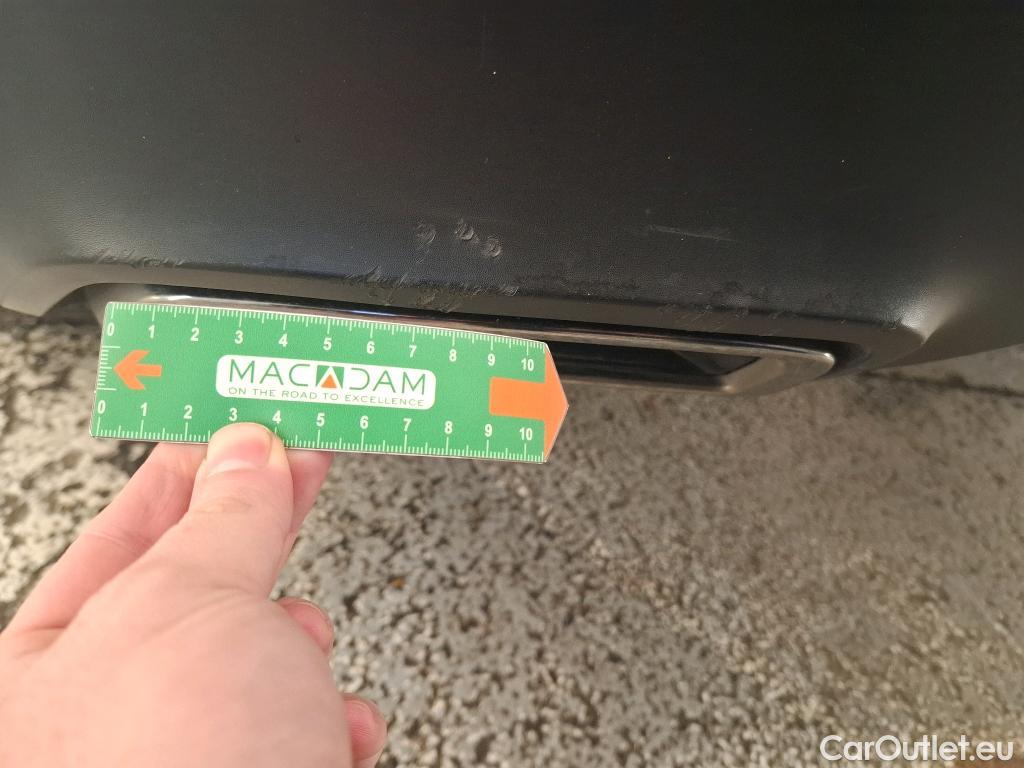 0 1 2 3 4 5 6 7 8 9 10
MACADAM
ON THE ROAD TO EXCELLENCE
0 1 2 3 4 5 6 7 8 9 10
CarOutlet.eu